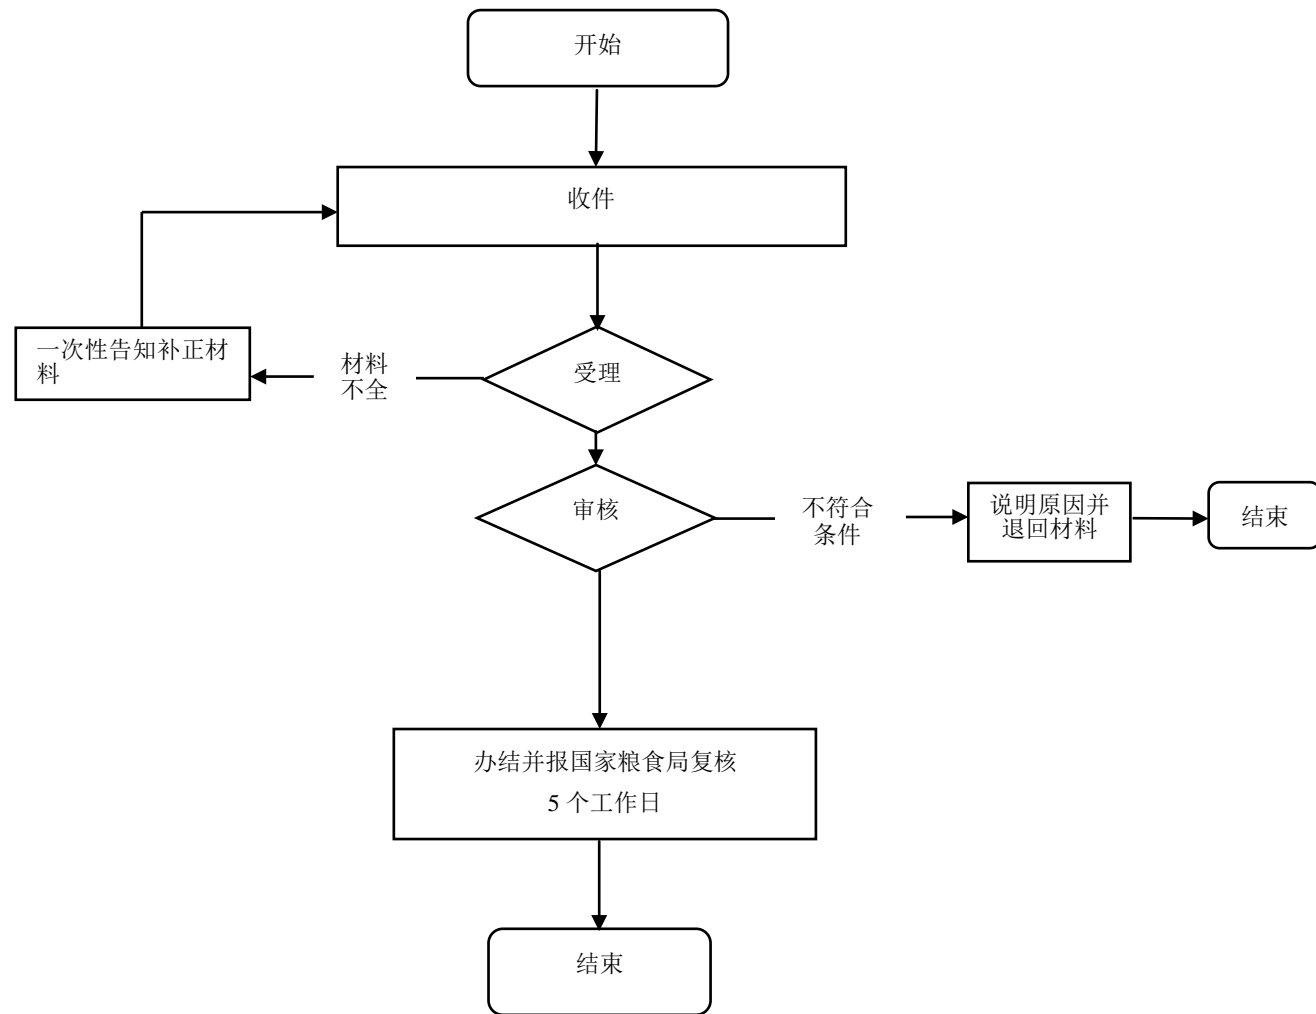 开始
收件
一次性告知补正材
料
材料
不全
受理
审核
不符合
条件
说明原因并
退回材料
结束
办结并报国家粮食局复核
5 个工作日
结束